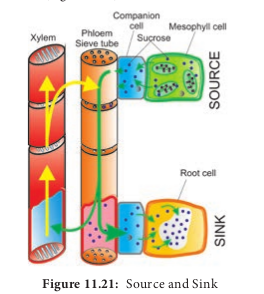 Companion
cell
Xylem
Phloem
Sieve tube
Sucrose
Mesophyll cell
SOURCE
Root cell
SINK
Figure 11.21: Source and Sink